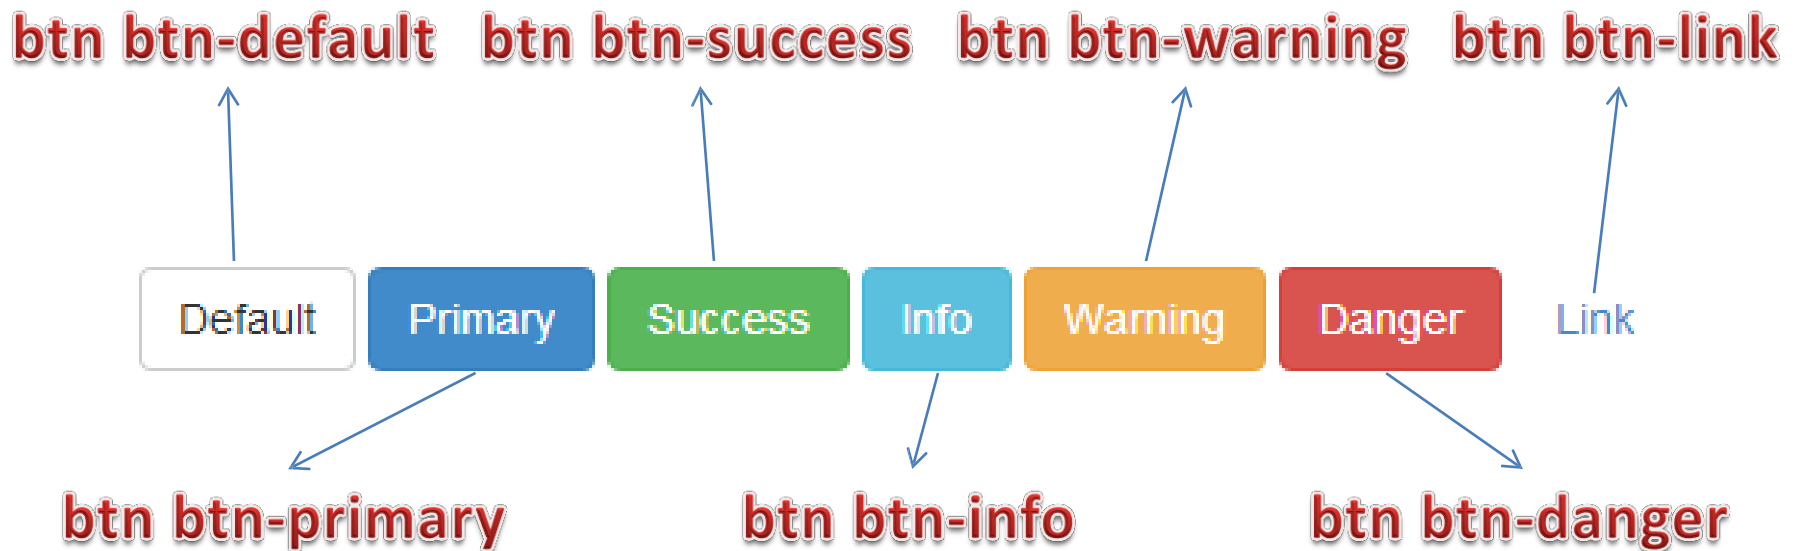 btn btn-default btn btn-success btn btn-warning btn btn-link
Default Primary Success Info Warning Danger Link
btn btn-primary btn btn-info btn btn-danger